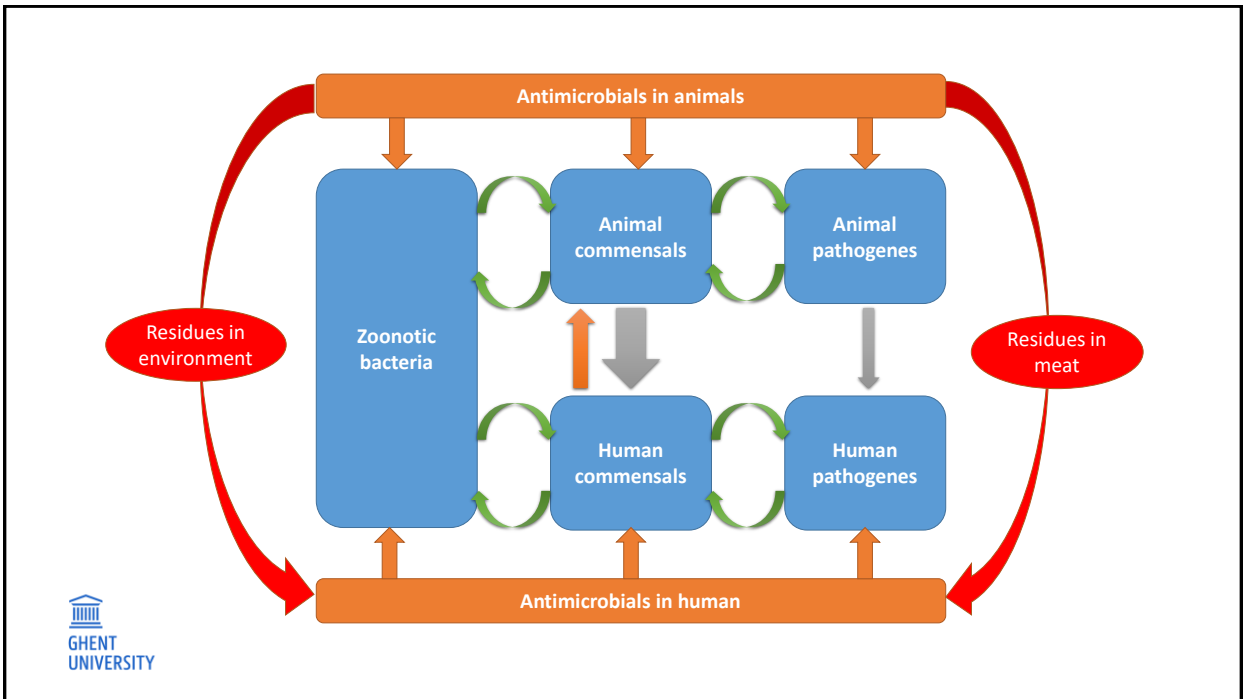 Antimicrobials in animals
Animal
commensals
Animal
pathogenes
Zoonotic
bacteria
Residues in
environment
Residues in
meat
Human
commensals
Human
pathogenes
Antimicrobials in human
GHENT
UNIVERSITY